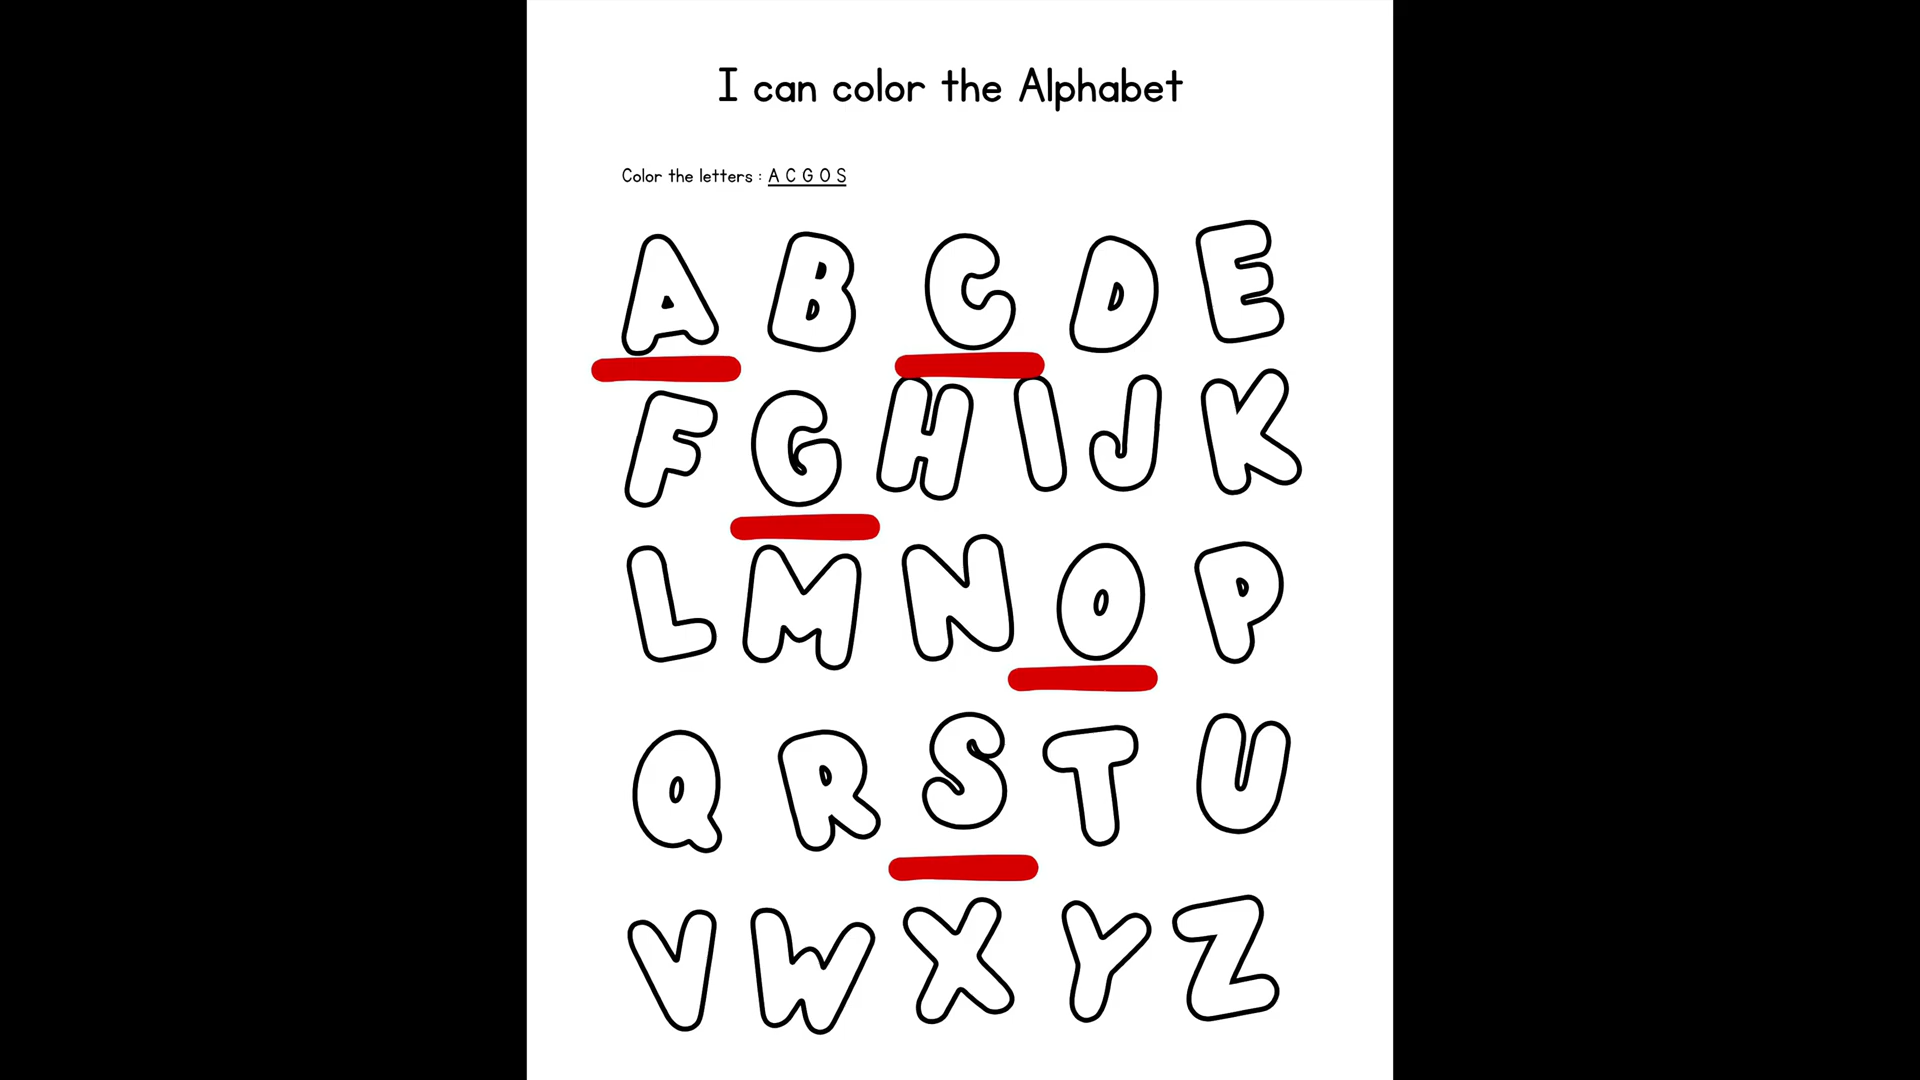 I can color the Alphabet
Color the letters : A C G O S
A B C D E
F G H I J K
L M N O P
Q R S T U
V W X Y Z